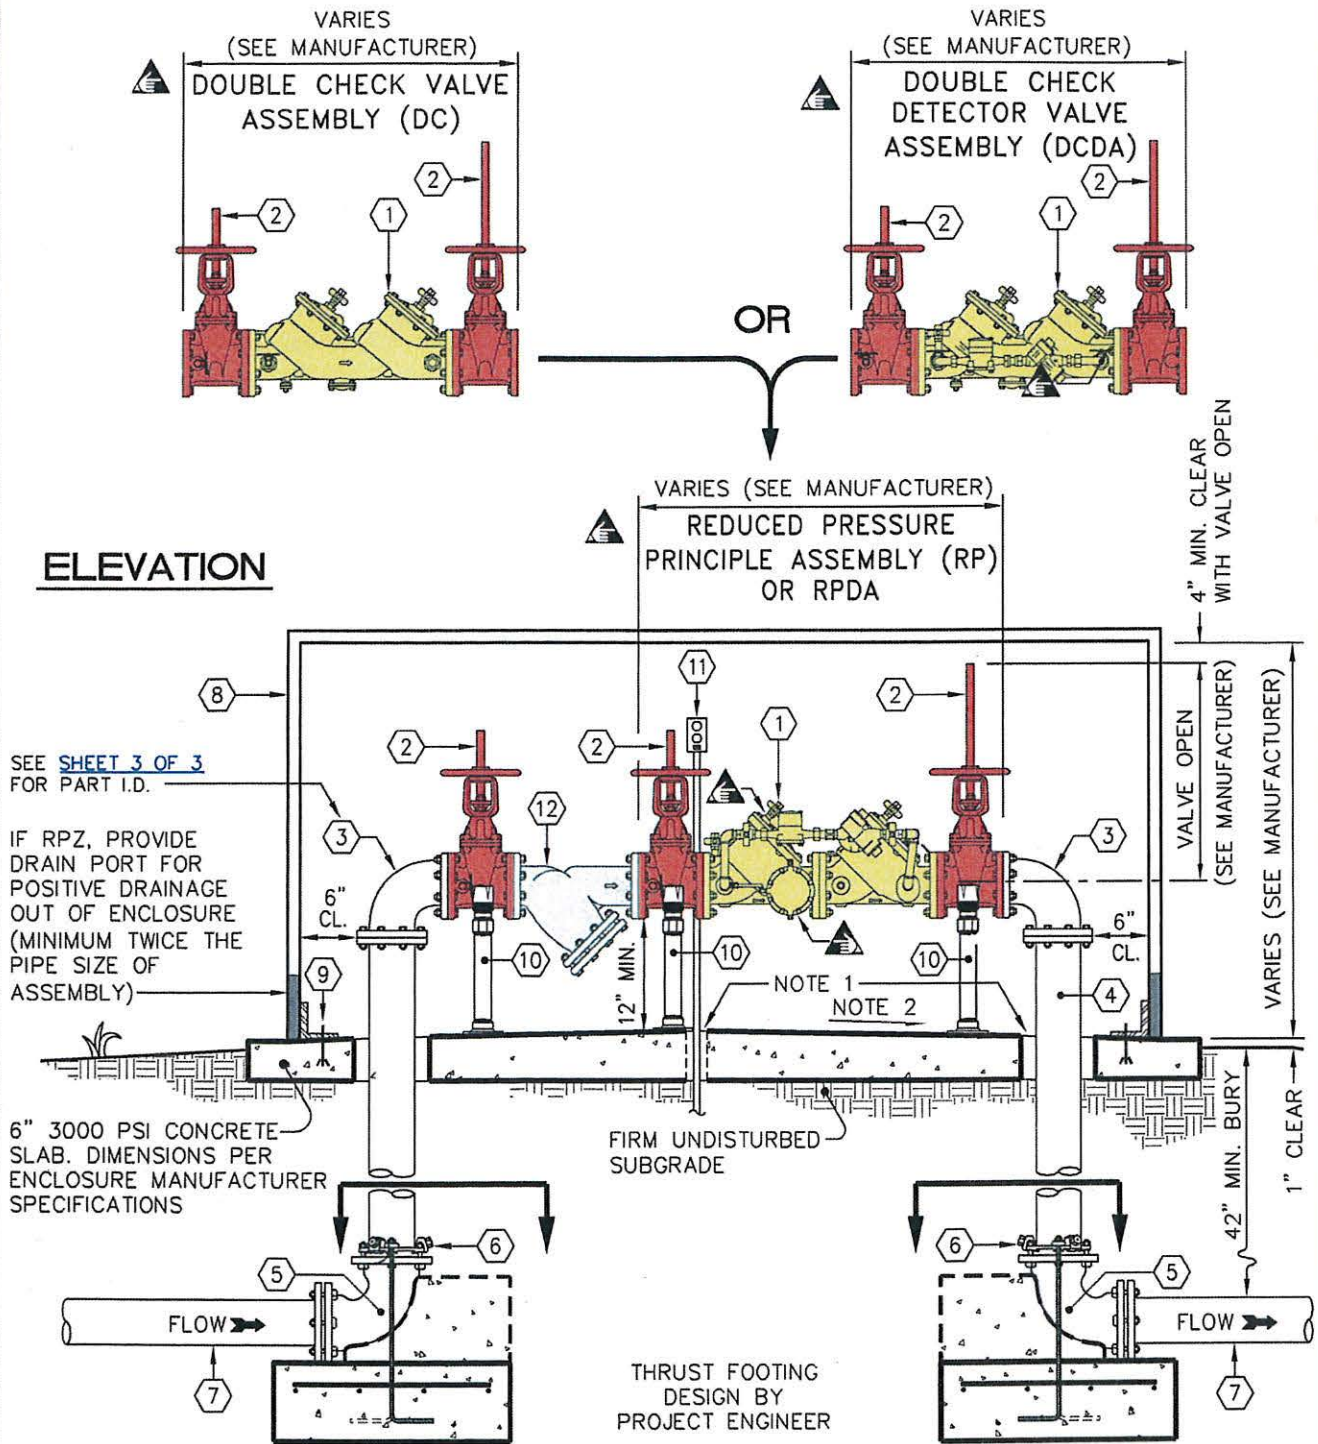 VARIES
(SEE MANUFACTURER)
DOUBLE CHECK VALVE
ASSEMBLY (DC)
2
2
1
VARIES
(SEE MANUFACTURER)
DOUBLE CHECK
DETECTOR VALVE
ASSEMBLY (DCDA)
2
2
1
OR
4" MIN. CLEAR
WITH VALVE OPEN
VARIES (SEE MANUFACTURER)
REDUCED PRESSURE
PRINCIPLE ASSEMBLY (RP)
OR RPDA
ELEVATION
8
11
2
2
1
2
VALVE OPEN
(SEE MANUFACTURER)
VARIES (SEE MANUFACTURER)
SEE SHEET 3 OF 3
FOR PART I.D.
3
12
3
IF RPZ, PROVIDE
DRAIN PORT FOR
POSITIVE DRAINAGE
OUT OF ENCLOSURE
(MINIMUM TWICE THE
PIPE SIZE OF
ASSEMBLY)
6"
CL.
6"
CL.
9
10
12" MIN.
10
10
4
NOTE 1
NOTE 2
6" 3000 PSI CONCRETE
SLAB. DIMENSIONS PER
ENCLOSURE MANUFACTURER
SPECIFICATIONS
FIRM UNDISTURBED
SUBGRADE
42" MIN. BURY
1" CLEAR
6
6
5
5
FLOW
FLOW
7
7
THRUST FOOTING
DESIGN BY
PROJECT ENGINEER